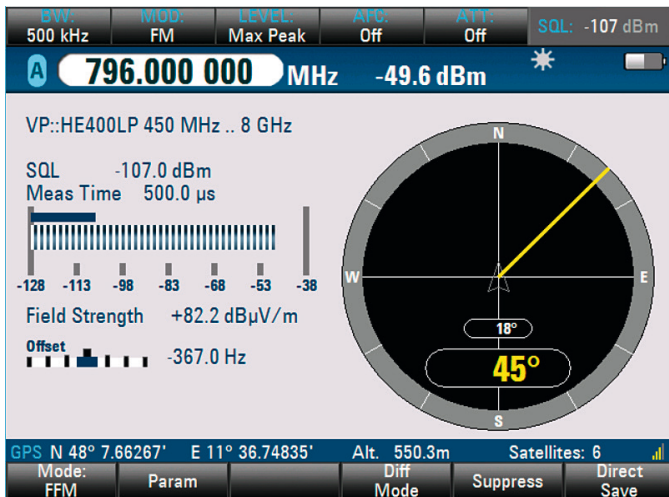 BW: MOD: LEVEL: AFC: ATT: SQL: -107 dBm
500 kHz FM Max Peak Off Off
A 796.000 000 MHz -49.6 dBm
VP::HE400LP 450 MHz .. 8 GHz
SQL -107.0 dBm
Meas Time 500.0 µs
-128 -113 -98 -83 -68 -53 -38
Field Strength +82.2 dBµV/m
Offset
-367.0 Hz
N
W E
18°
45°
S
GPS N 48° 7.66267' E 11° 36.74835' Alt. 550.3m Satellites: 6
Mode: Param Diff Suppress Direct
FFM Mode Save